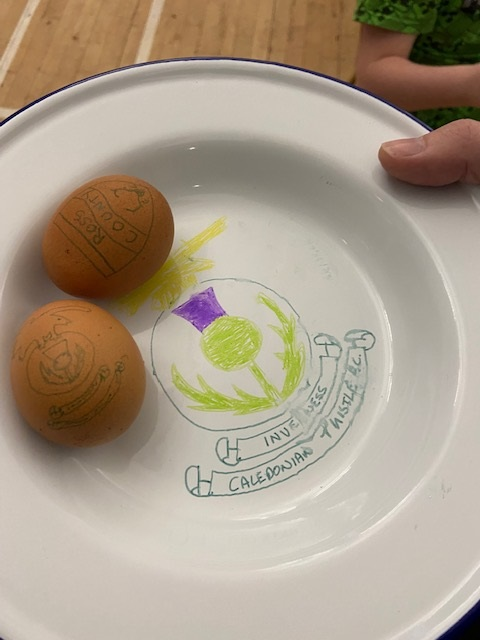 ROSS
COUNTY
INVERNESS
CALEDONIAN THISTLE F.C.